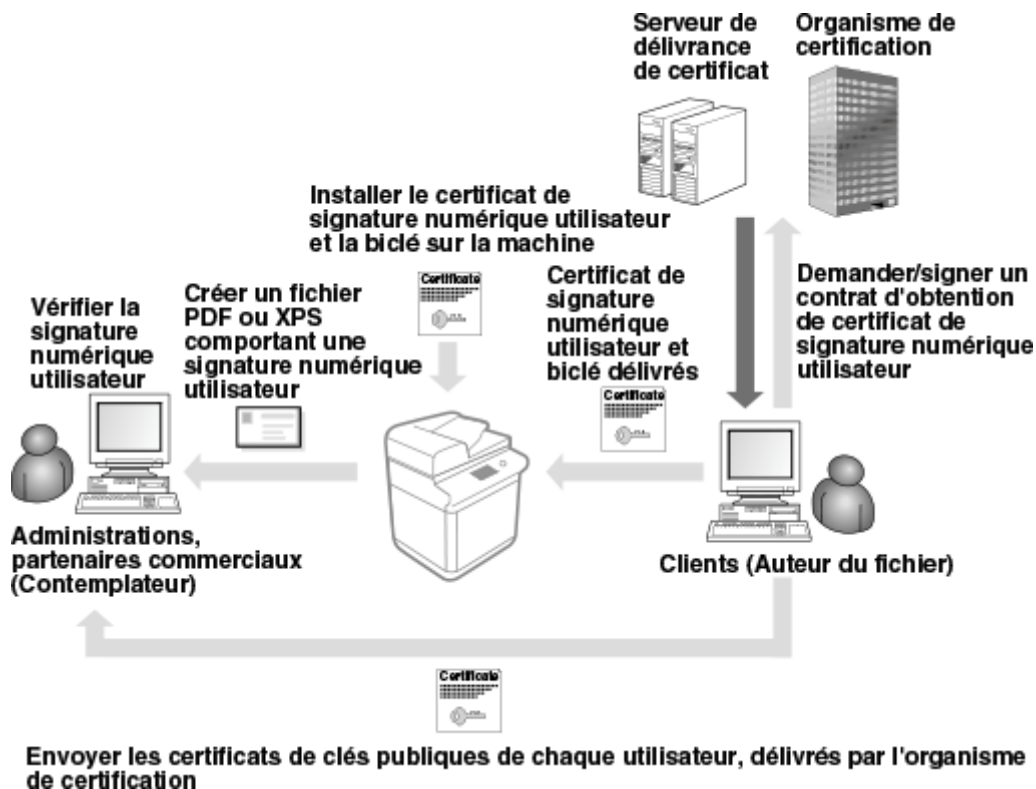 Serveur de
délivrance
de certificat
Organisme de
certification
Installer le certificat de
signature numérique utilisateur
et la biclé sur la machine
Certificate
Vérifier la
signature
numérique
utilisateur
Créer un fichier
PDF ou XPS
comportant une
signature numérique
utilisateur
Certificat de
signature
numérique
utilisateur et
biclé délivrés
Certificate
Demander/signer un
contrat d'obtention
de certificat de
signature numérique
utilisateur
Administrations,
partenaires commerciaux
(Contemplateur)
Clients (Auteur du fichier)
Certificate
Envoyer les certificats de clés publiques de chaque utilisateur, délivrés par l'organisme
de certification